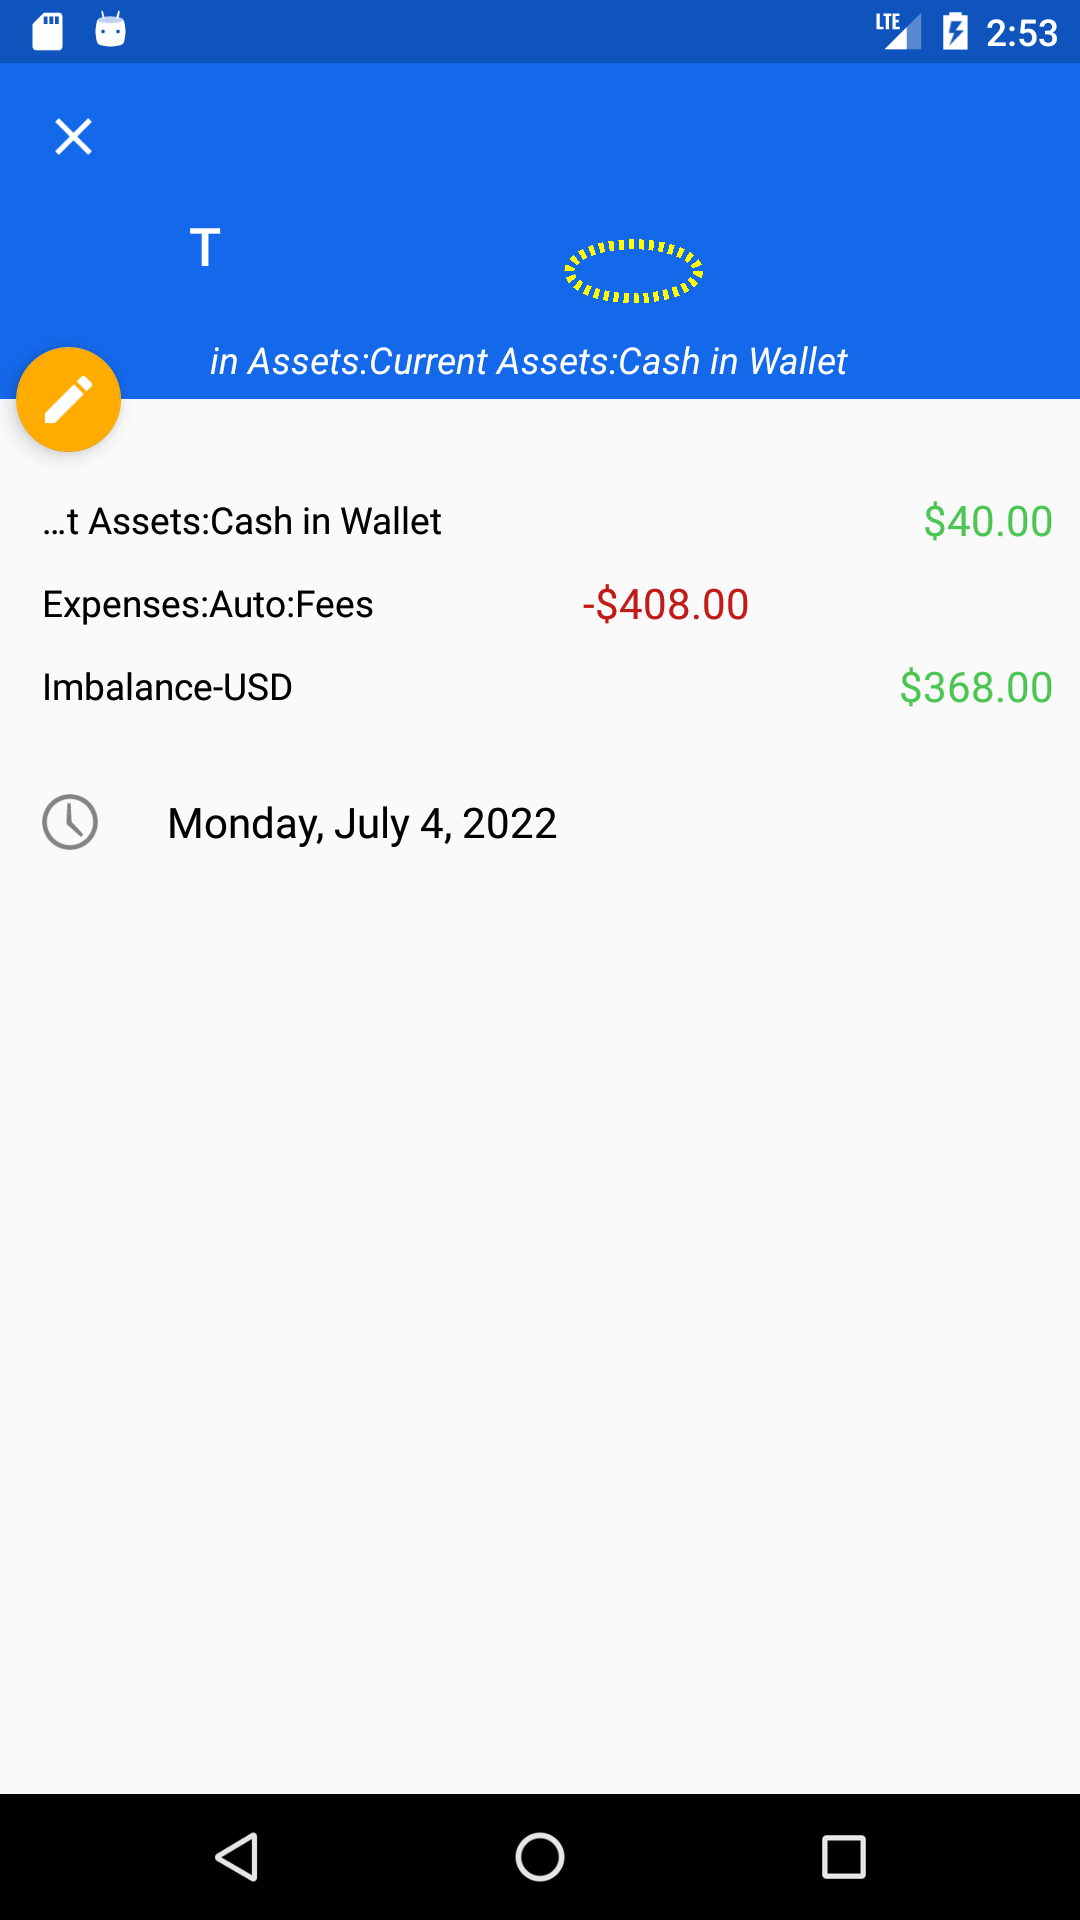 LTE 2:53
T
in Assets:Current Assets:Cash in Wallet
…t Assets:Cash in Wallet $40.00
Expenses:Auto:Fees -$408.00
Imbalance-USD $368.00
Monday, July 4, 2022